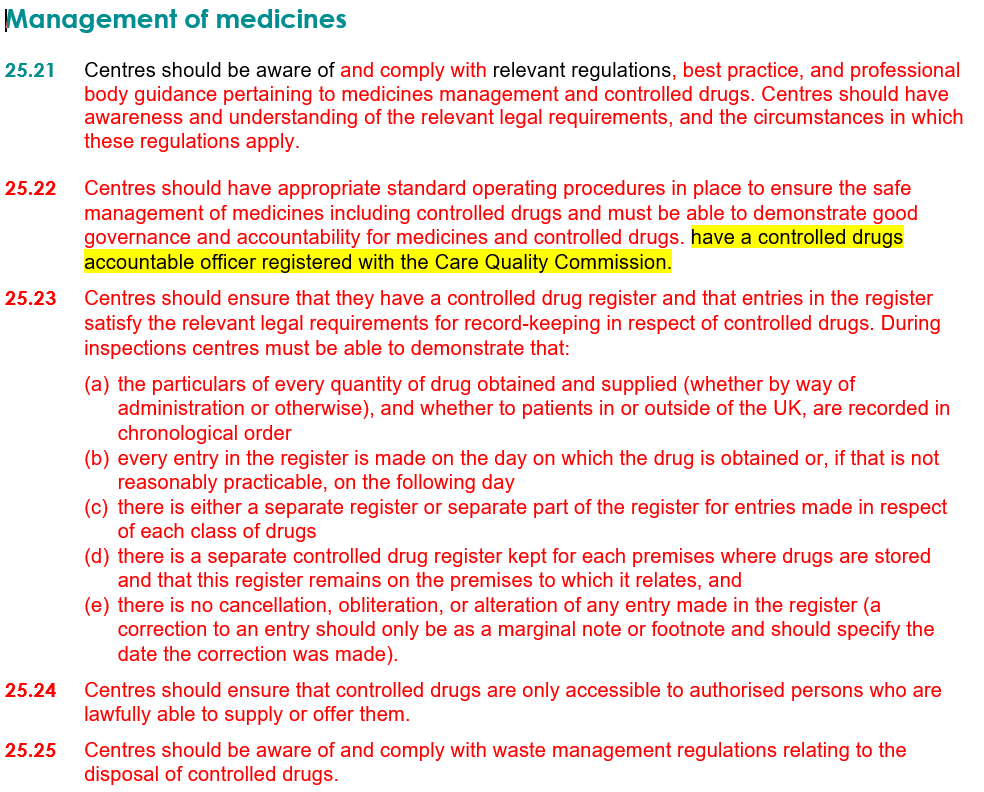 Management of medicines
25.21 Centres should be aware of and comply with relevant regulations, best practice, and professional
body guidance pertaining to medicines management and controlled drugs. Centres should have
awareness and understanding of the relevant legal requirements, and the circumstances in which
these regulations apply.
25.22 Centres should have appropriate standard operating procedures in place to ensure the safe
management of medicines including controlled drugs and must be able to demonstrate good
governance and accountability for medicines and controlled drugs. have a controlled drugs
accountable officer registered with the Care Quality Commission.
25.23 Centres should ensure that they have a controlled drug register and that entries in the register
satisfy the relevant legal requirements for record-keeping in respect of controlled drugs. During
inspections centres must be able to demonstrate that:
(a) the particulars of every quantity of drug obtained and supplied (whether by way of
administration or otherwise), and whether to patients in or outside of the UK, are recorded in
chronological order
(b) every entry in the register is made on the day on which the drug is obtained or, if that is not
reasonably practicable, on the following day
(c) there is either a separate register or separate part of the register for entries made in respect
of each class of drugs
(d) there is a separate controlled drug register kept for each premises where drugs are stored
and that this register remains on the premises to which it relates, and
(e) there is no cancellation, obliteration, or alteration of any entry made in the register (a
correction to an entry should only be as a marginal note or footnote and should specify the
date the correction was made).
25.24 Centres should ensure that controlled drugs are only accessible to authorised persons who are
lawfully able to supply or offer them.
25.25 Centres should be aware of and comply with waste management regulations relating to the
disposal of controlled drugs.